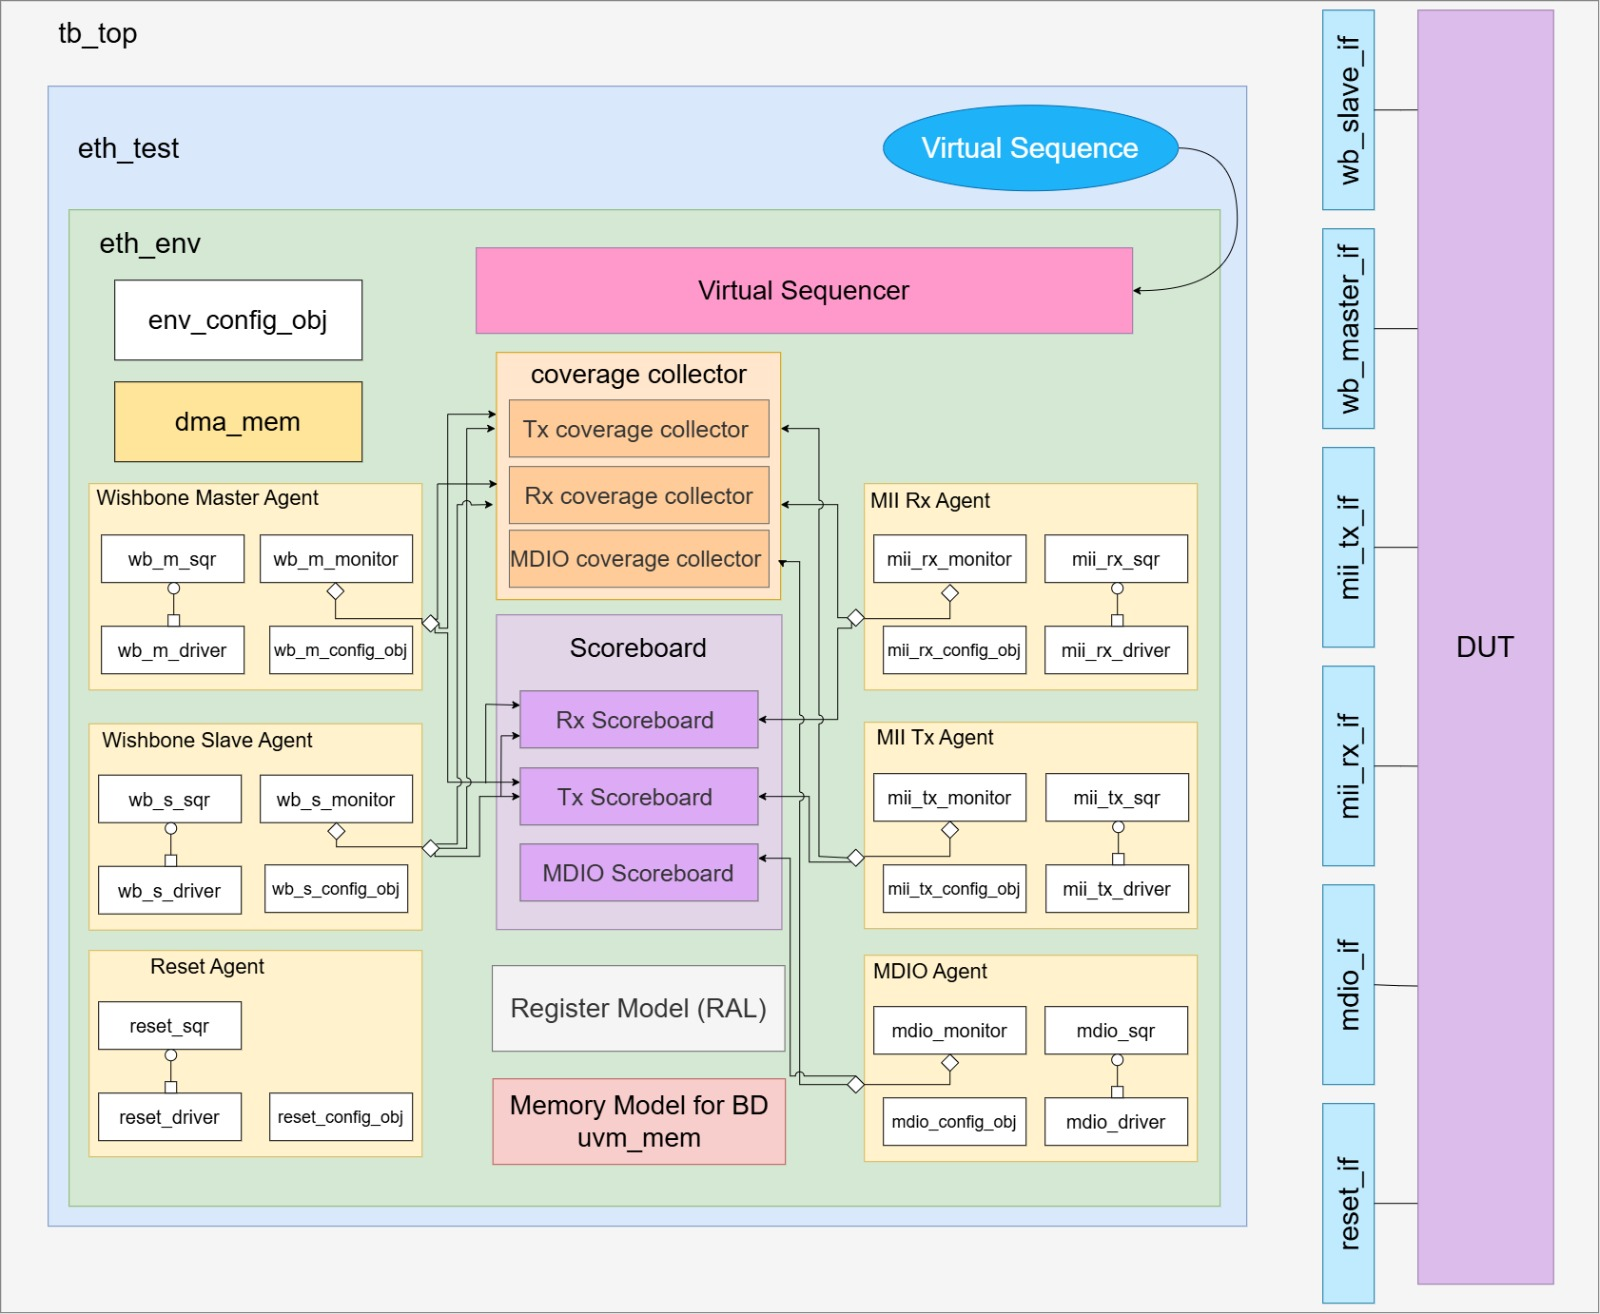 tb_top
eth_test
Virtual Sequence
eth_env
Virtual Sequencer
env_config_obj
dma_mem
coverage collector
Tx coverage collector
Rx coverage collector
MDIO coverage collector
Wishbone Master Agent
wb_m_sqr
wb_m_monitor
wb_m_driver
wb_m_config_obj
Wishbone Slave Agent
wb_s_sqr
wb_s_monitor
wb_s_driver
wb_s_config_obj
Reset Agent
reset_sqr
reset_driver
reset_config_obj
Scoreboard
Rx Scoreboard
Tx Scoreboard
MDIO Scoreboard
Register Model (RAL)
Memory Model for BD
uvm_mem
MII Rx Agent
mii_rx_monitor
mii_rx_sqr
mii_rx_config_obj
mii_rx_driver
MII Tx Agent
mii_tx_monitor
mii_tx_sqr
mii_tx_config_obj
mii_tx_driver
MDIO Agent
mdio_monitor
mdio_sqr
mdio_config_obj
mdio_driver
wb_slave_if
wb_master_if
mii_tx_if
mii_rx_if
mdio_if
reset_if
DUT